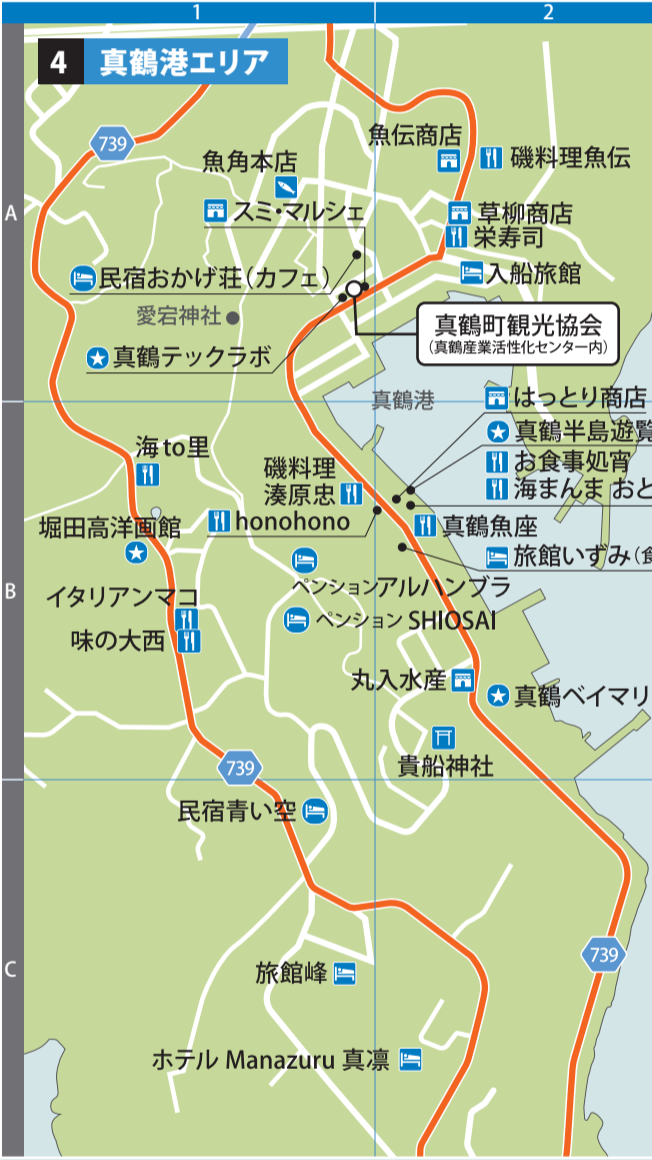 1
2
4 真鶴港エリア
739
魚伝商店
磯料理魚伝
魚角本店
A
スミ・マルシェ
草柳商店
栄寿司
民宿おかげ荘（カフェ）
入船旅館
愛宕神社
真鶴町観光協会
（真鶴産業活性化センター内）
真鶴テックラボ
真鶴港
はっとり商店
真鶴半島遊覧
海to里
お食事処宵
磯料理
湊原忠
海まんま おと
honohono
真鶴魚座
堀田高洋画館
旅館いずみ（食
B
ペンションアルハンブラ
イタリアンマコ
ペンション SHIOSAI
味の大西
丸入水産
真鶴ベイマリ
貴船神社
739
民宿青い空
739
C
旅館峰
ホテル Manazuru 真凛